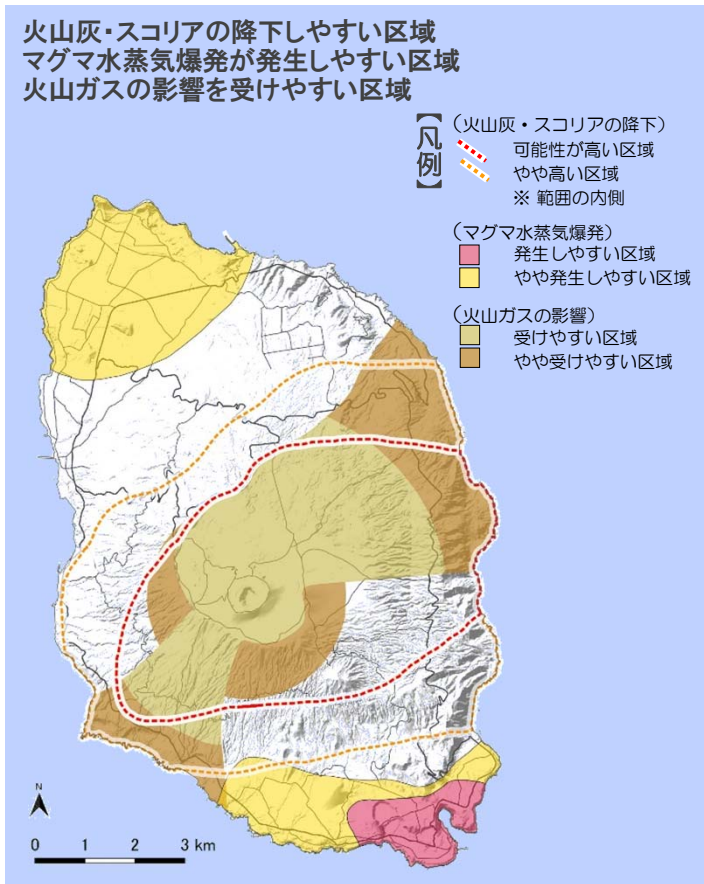 火山灰・スコリアの降下しやすい区域
マグマ水蒸気爆発が発生しやすい区域
火山ガスの影響を受けやすい区域
【凡例】
（火山灰・スコリアの降下）
可能性が高い区域
やや高い区域
※ 範囲の内側
（マグマ水蒸気爆発）
発生しやすい区域
やや発生しやすい区域
（火山ガスの影響）
受けやすい区域
やや受けやすい区域
N
0 1 2 3 km